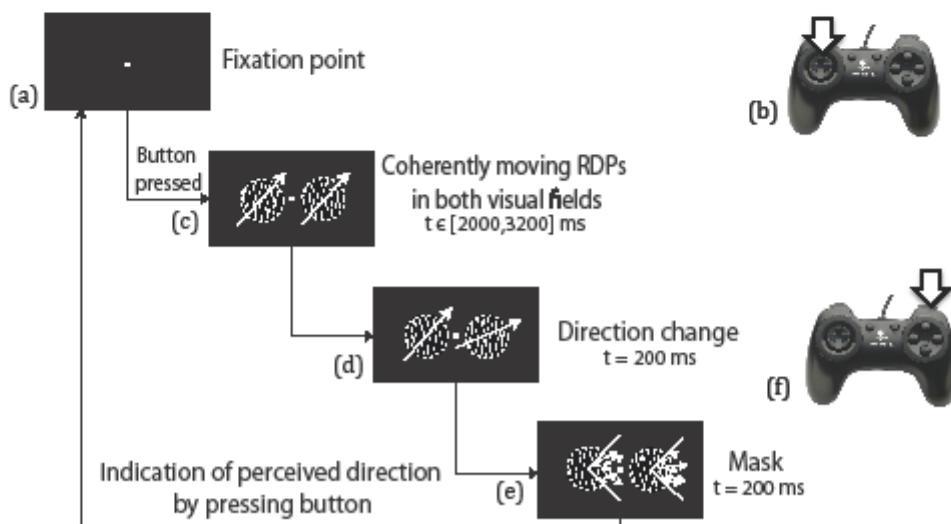 (a)
Fixation point
(b)
Button
pressed
(c)
Coherently moving RDPs
in both visual fields
t ϵ [2000,3200] ms
(d)
Direction change
t = 200 ms
(f)
Indication of perceived direction
by pressing button
(e)
Mask
t = 200 ms